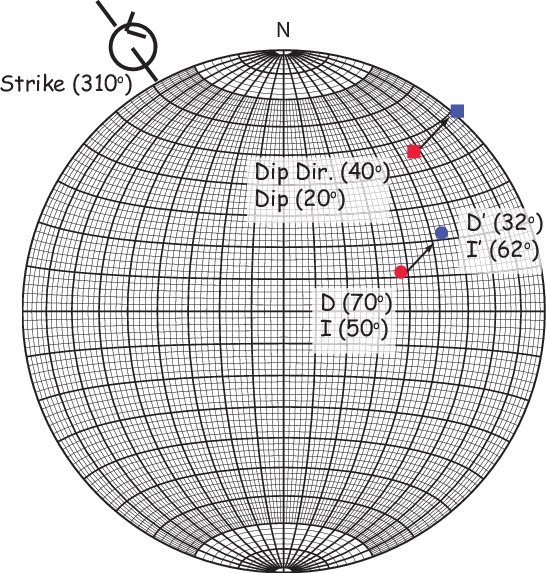 N
Strike (310°)
Dip Dir. (40°)
Dip (20°)
D' (32°)
I' (62°)
D (70°)
I (50°)